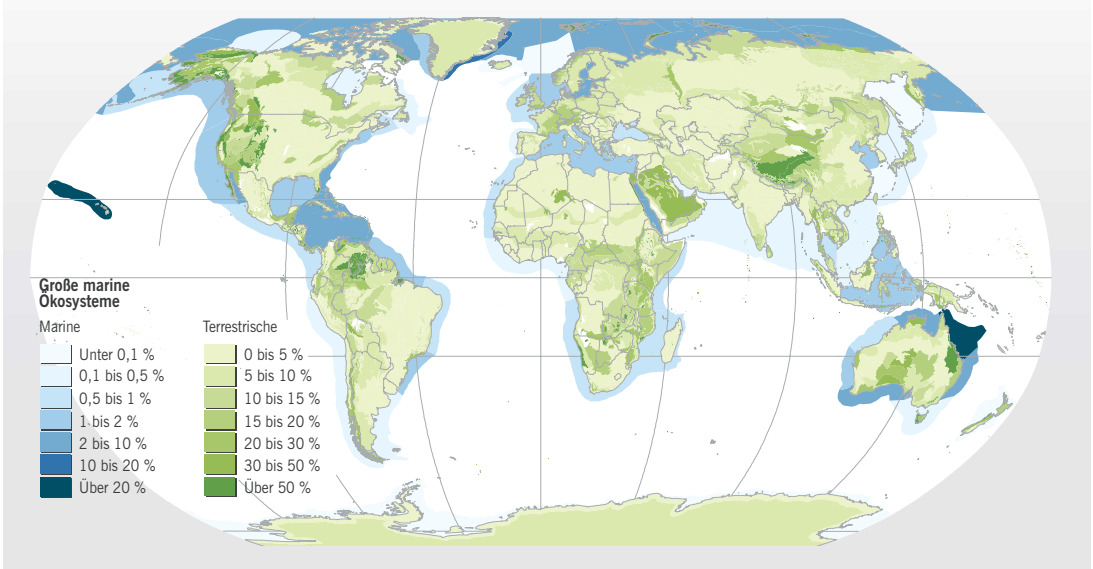 Große marine
Ökosysteme
Marine
Unter 0,1 %
0,1 bis 0,5 %
0,5 bis 1 %
1 bis 2 %
2 bis 10 %
10 bis 20 %
Über 20 %
Terrestrische
0 bis 5 %
5 bis 10 %
10 bis 15 %
15 bis 20 %
20 bis 30 %
30 bis 50 %
Über 50 %